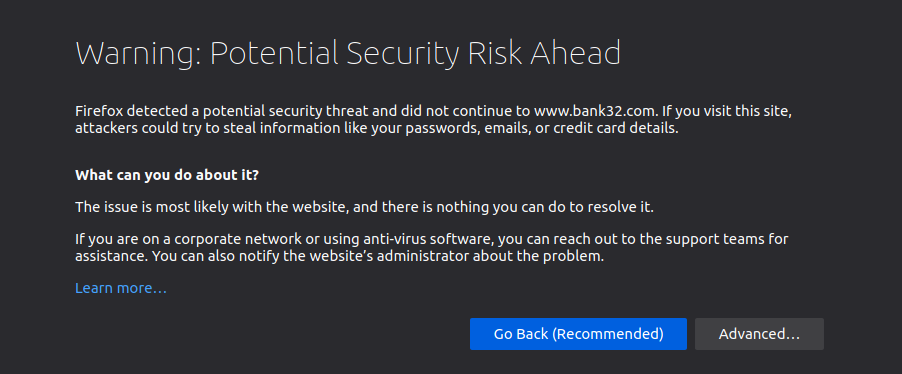 Warning: Potential Security Risk Ahead
Firefox detected a potential security threat and did not continue to www.bank32.com. If you visit this site,
attackers could try to steal information like your passwords, emails, or credit card details.
What can you do about it?
The issue is most likely with the website, and there is nothing you can do to resolve it.
If you are on a corporate network or using anti-virus software, you can reach out to the support teams for
assistance. You can also notify the website’s administrator about the problem.
Learn more…
Go Back (Recommended)
Advanced…